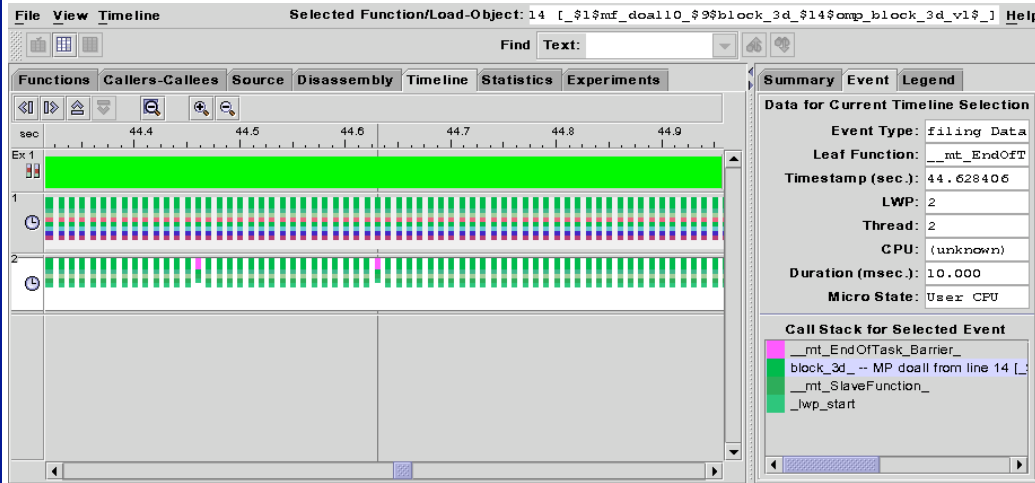 File View Timeline Selected Function/Load-Object: 14 [_$1$mf_doall0_$9$block_3d_$14$omp_block_3d_v1$_] Help
Find Text:
Functions Callers-Callees Source Disassembly Timeline Statistics Experiments Summary Event Legend
Data for Current Timeline Selection
sec 44.4 44.5 44.6 44.7 44.8 44.9
Ex 1
1
2
Event Type: filing Data
Leaf Function: __mt_EndOfT
Timestamp (sec.): 44.628406
LWP: 2
Thread: 2
CPU: (unknown)
Duration (msec.): 10.000
Micro State: User CPU
Call Stack for Selected Event
__mt_EndOfTask_Barrier_
block_3d_ -- MP doall from line 14 [_
__mt_SlaveFunction_
_lwp_start